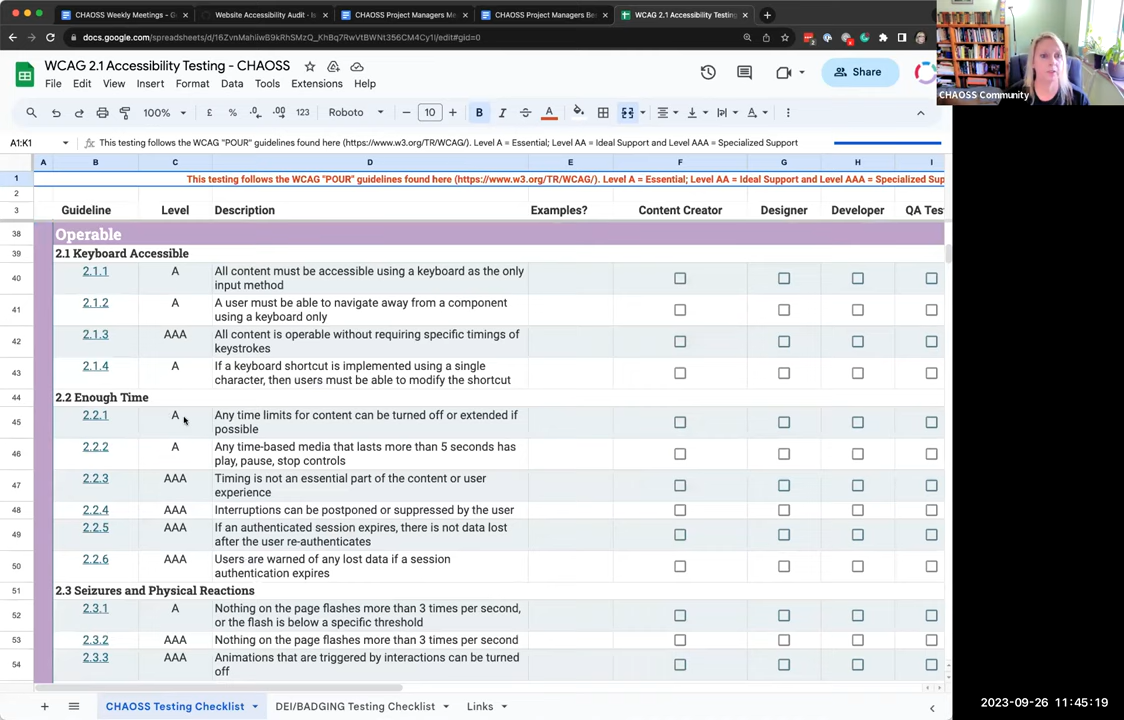 CHAOSS Weekly Meetings - G
Website Accessibility Audit -
CHAOSS Project Managers Me
CHAOSS Project Managers Be
WCAG 2.1 Accessibility Testing
docs.google.com/spreadsheets/d/16ZvnMahiiwB9kRhSMzQ_KhBq7RwVtBWNt356CM4Cy1I/edit#gid=0
WCAG 2.1 Accessibility Testing - CHAOSS
File Edit View Insert Format Data Tools Extensions Help
Share
CHAOSS Community
100% £ % .0 .00 123 Roboto 10 B I A
A1:K1 fx This testing follows the WCAG "POUR" guidelines found here (https://www.w3.org/TR/WCAG/). Level A = Essential; Level AA = Ideal Support and Level AAA = Specialized Support
A B C D E F G H I
1 This testing follows the WCAG "POUR" guidelines found here (https://www.w3.org/TR/WCAG/). Level A = Essential; Level AA = Ideal Support and Level AAA = Specialized Sup
2
3 Guideline Level Description Examples? Content Creator Designer Developer QA Tes
38 Operable
39 2.1 Keyboard Accessible
40 2.1.1 A All content must be accessible using a keyboard as the only
input method
41 2.1.2 A A user must be able to navigate away from a component
using a keyboard only
42 2.1.3 AAA All content is operable without requiring specific timings of
keystrokes
43 2.1.4 A If a keyboard shortcut is implemented using a single
character, then users must be able to modify the shortcut
44 2.2 Enough Time
45 2.2.1 A Any time limits for content can be turned off or extended if
possible
46 2.2.2 A Any time-based media that lasts more than 5 seconds has
play, pause, stop controls
47 2.2.3 AAA Timing is not an essential part of the content or user
experience
48 2.2.4 AAA Interruptions can be postponed or suppressed by the user
49 2.2.5 AAA If an authenticated session expires, there is not data lost
after the user re-authenticates
50 2.2.6 AAA Users are warned of any lost data if a session
authentication expires
51 2.3 Seizures and Physical Reactions
52 2.3.1 A Nothing on the page flashes more than 3 times per second,
or the flash is below a specific threshold
53 2.3.2 AAA Nothing on the page flashes more than 3 times per second
54 2.3.3 AAA Animations that are triggered by interactions can be turned
off
CHAOSS Testing Checklist DEI/BADGING Testing Checklist Links
2023-09-26 11:45:19